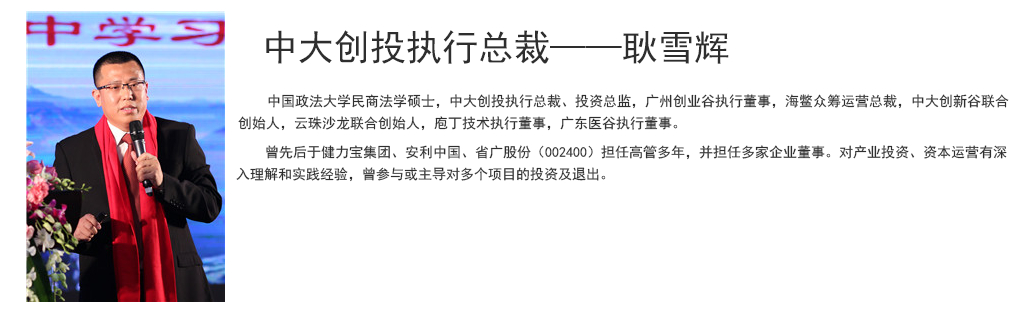 中学习
中大创投执行总裁——耿雪辉
中国政法大学民商法学硕士，中大创投执行总裁、投资总监，广州创业谷执行董事，海鳖众筹运营总裁，中大创新谷联合
创始人，云珠沙龙联合创始人，庖丁技术执行董事，广东医谷执行董事。
曾先后于健力宝集团、安利中国、省广股份（002400）担任高管多年，并担任多家企业董事。对产业投资、资本运营有深
入理解和实践经验，曾参与或主导对多个项目的投资及退出。